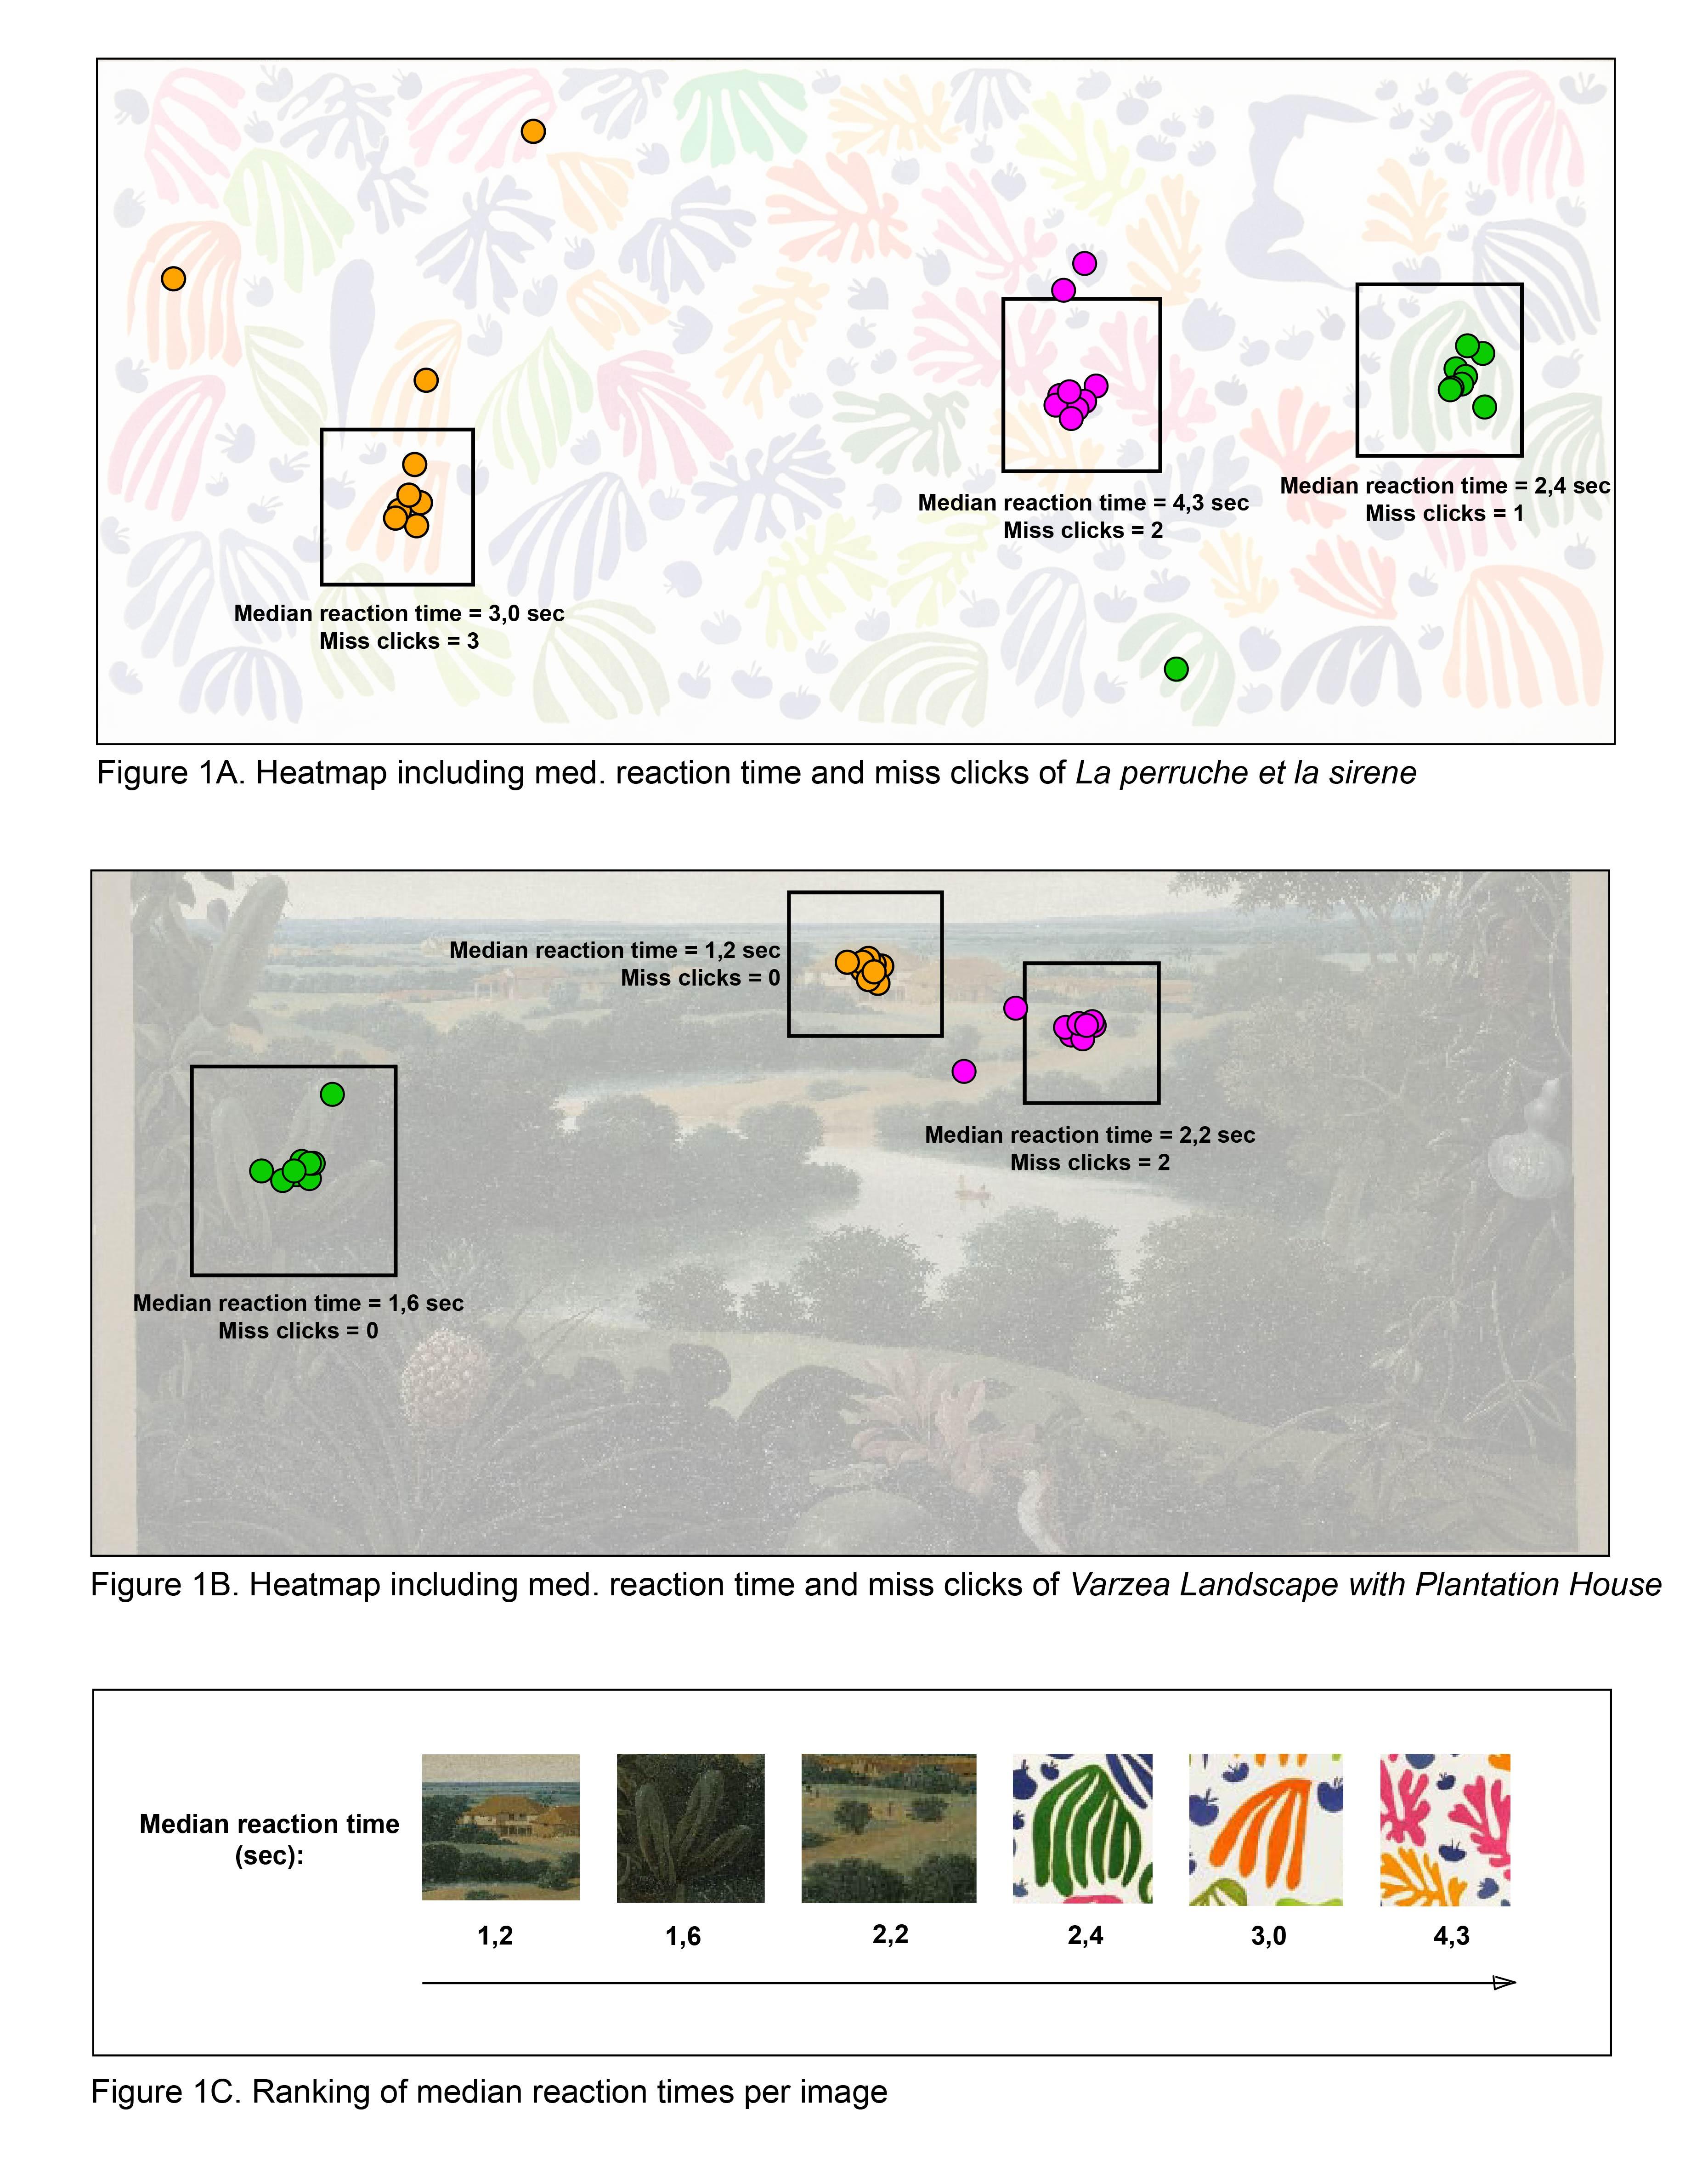 Median reaction time = 4,3 sec
Miss clicks = 2
Median reaction time = 2,4 sec
Miss clicks = 1
Median reaction time = 3,0 sec
Miss clicks = 3
Figure 1A. Heatmap including med. reaction time and miss clicks of La perruche et la sirene
Median reaction time = 1,2 sec
Miss clicks = 0
Median reaction time = 2,2 sec
Miss clicks = 2
Median reaction time = 1,6 sec
Miss clicks = 0
Figure 1B. Heatmap including med. reaction time and miss clicks of Varzea Landscape with Plantation House
Median reaction time
(sec):
1,2 1,6 2,2 2,4 3,0 4,3
Figure 1C. Ranking of median reaction times per image